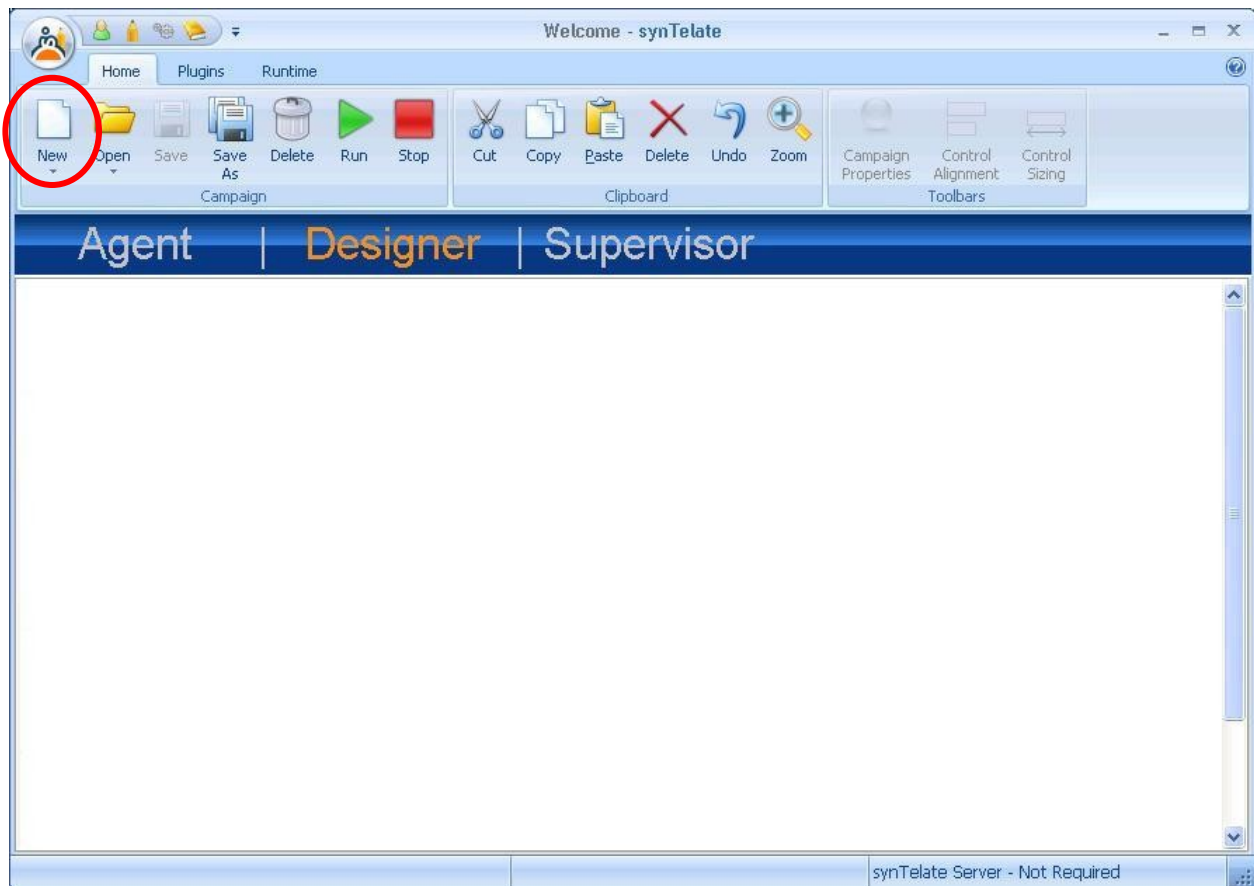 Welcome - synTelate
Home Plugins Runtime
New Open Save Save As Delete Run Stop Cut Copy Paste Delete Undo Zoom Campaign Properties Control Alignment Control Sizing
Campaign Clipboard Toolbars
Agent | Designer | Supervisor
synTelate Server - Not Required